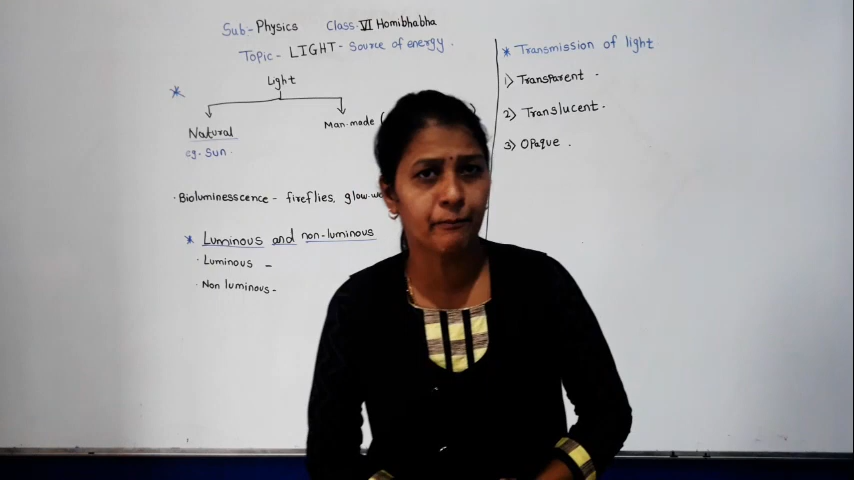 Sub- Physics Class-VI Homibhabha
Topic- LIGHT - Source of energy.
* Light
Natural
eg. Sun.
Man-made (
)
· Bioluminesscence - fireflies, glow-
* Luminous and non-luminous
· Luminous -
· Non luminous -
* Transmission of light
1) Transparent -
2) Translucent.
3) Opaque .